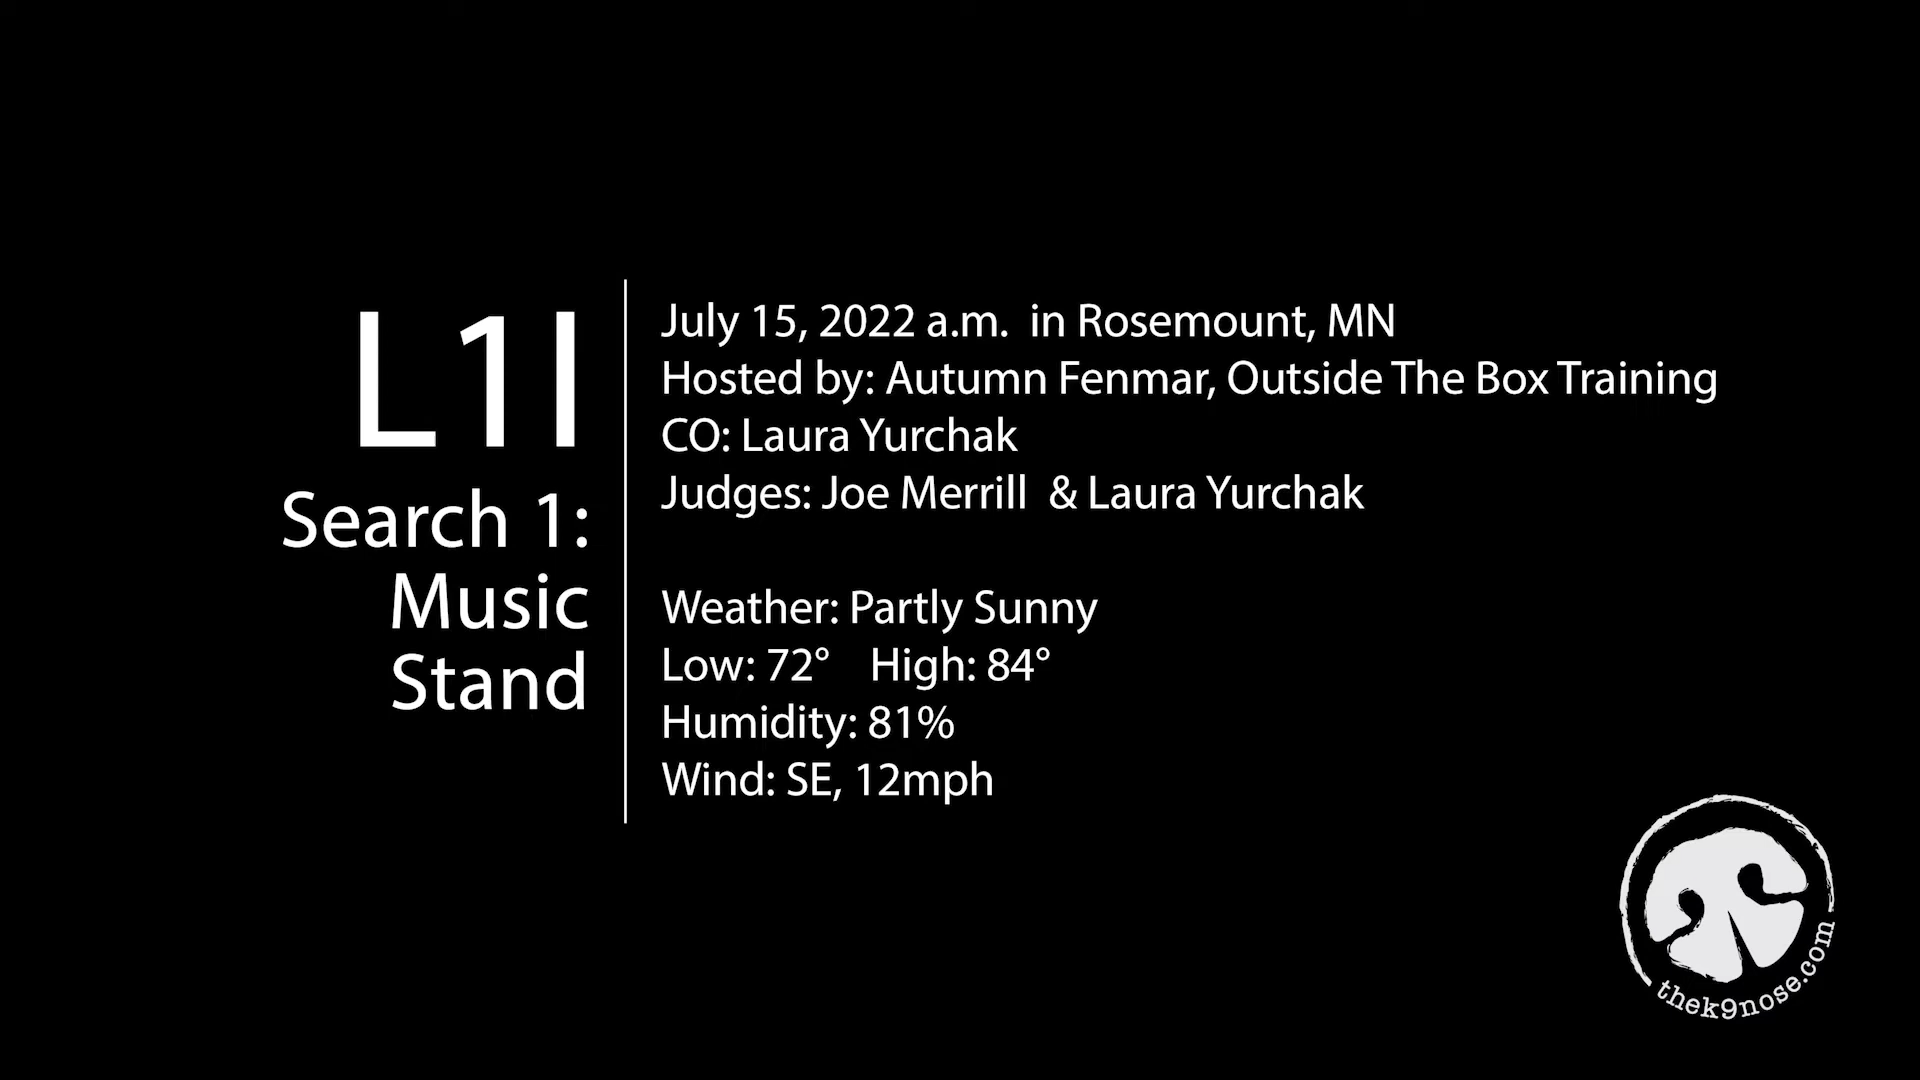 L1I
Search 1:
Music
Stand
July 15, 2022 a.m. in Rosemount, MN
Hosted by: Autumn Fenmar, Outside The Box Training
CO: Laura Yurchak
Judges: Joe Merrill & Laura Yurchak
Weather: Partly Sunny
Low: 72° High: 84°
Humidity: 81%
Wind: SE, 12mph
thek9nose.com